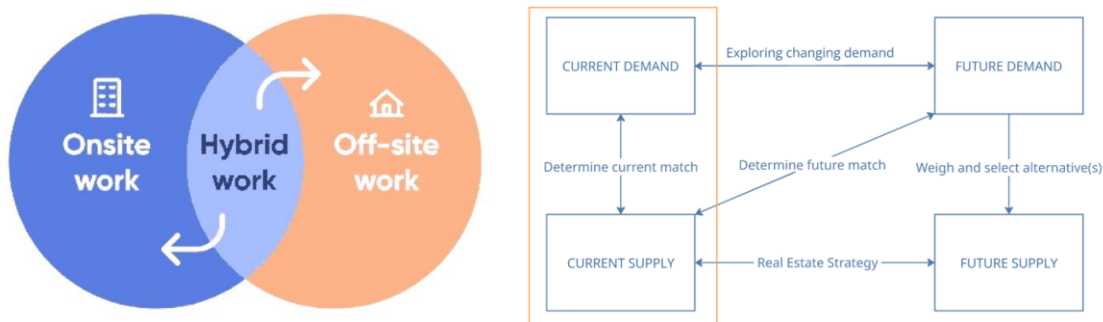 Onsite
work
Hybrid
work
Off-site
work
CURRENT DEMAND
Exploring changing demand
FUTURE DEMAND
Determine current match
Determine future match
Weigh and select alternative(s)
CURRENT SUPPLY
Real Estate Strategy
FUTURE SUPPLY